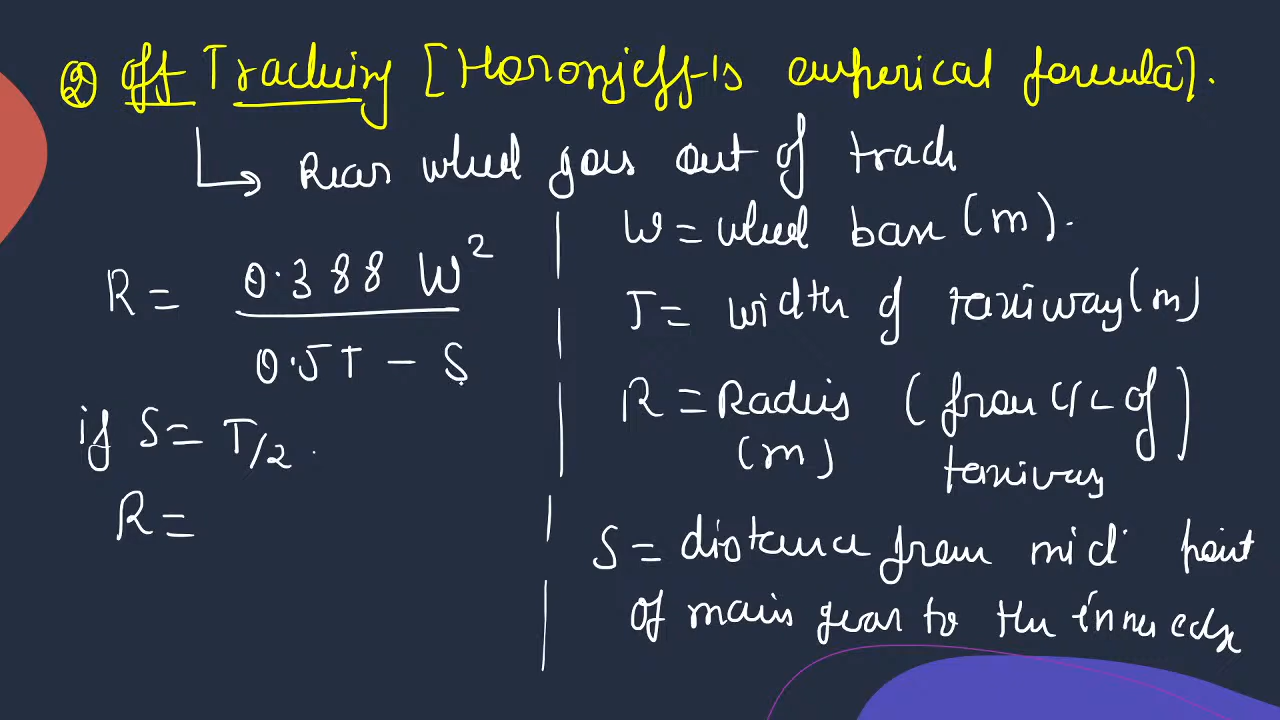 ② Off Tracking [Horonjeff's emperical formula].
↳ Rear wheel goes out of track
R = 0.388 W² / 0.5T - S
if S = T/2.
R =
W = wheel base (m).
T = width of taxiway (m)
R = Radius (from C/L of taxiway)
(m)
S = distance from mid point
of main gear to the inner edge